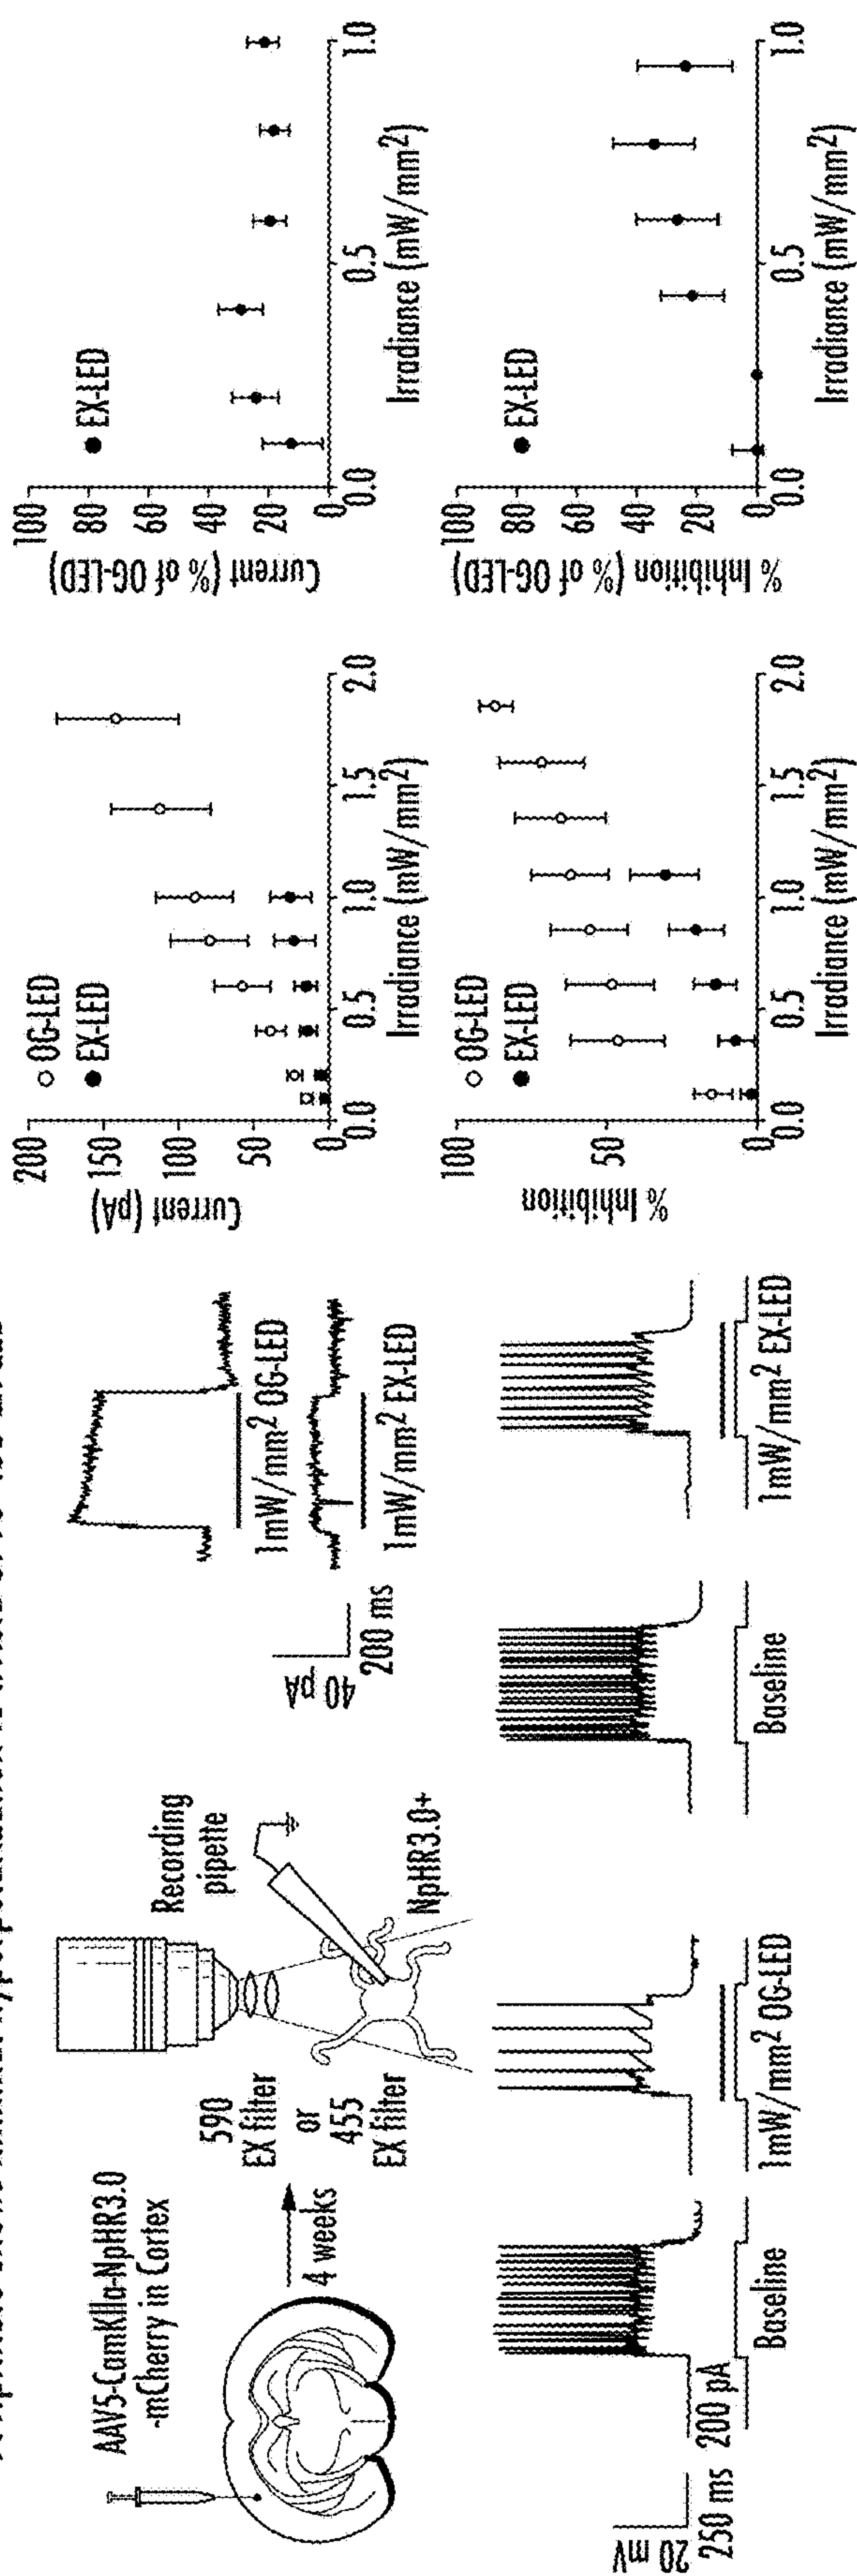 AAV5-CamKIIa-NpHR3.0
-mCherry in Cortex
4 weeks
590
EX filter
or
455
EX filter
Recording
pipette
NpHR3.0+
40 pA
200 ms
1mW/mm² OG-LED
1mW/mm² EX-LED
Current (pA)
200
150
100
50
0
OG-LED
EX-LED
0.0
0.5
1.0
1.5
2.0
Irradiance (mW/mm²)
Current (% of OG-LED)
100
80
60
40
20
0
EX-LED
0.0
0.5
1.0
Irradiance (mW/mm²)
20 mV
250 ms
200 pA
Baseline
1mW/mm² OG-LED
Baseline
1mW/mm² EX-LED
% Inhibition
100
50
0
OG-LED
EX-LED
0.0
0.5
1.0
1.5
2.0
Irradiance (mW/mm²)
% Inhibition (% of OG-LED)
100
80
60
40
20
0
EX-LED
0.0
0.5
1.0
Irradiance (mW/mm²)